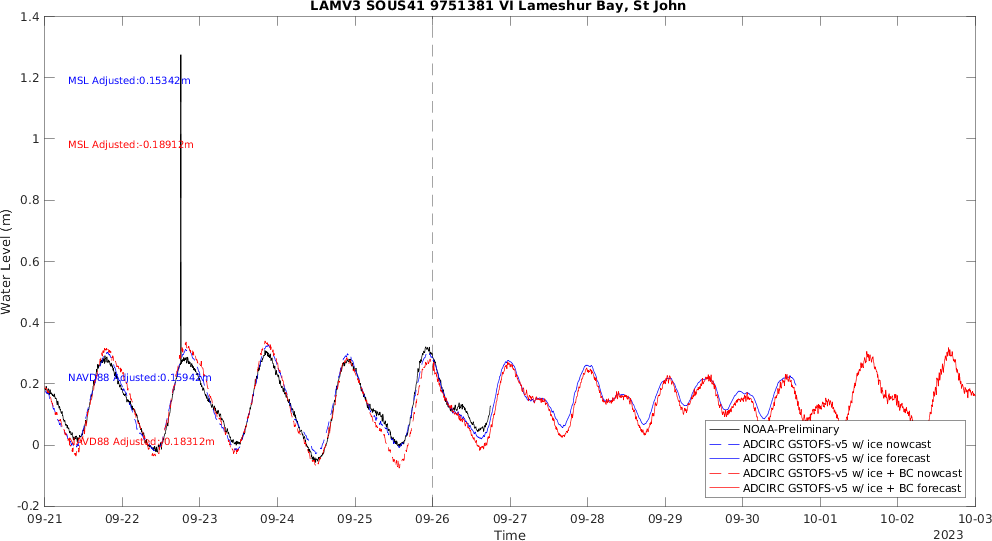 LAMV3 SOUS41 9751381 VI Lameshur Bay, St John
1.4
1.2
1
0.8
0.6
0.4
0.2
0
-0.2
Water Level (m)
MSL Adjusted:0.15342m
MSL Adjusted:-0.18912m
NAVD88 Adjusted:0.15942m
NAVD88 Adjusted:-0.18312m
NOAA-Preliminary
ADCIRC GSTOFS-v5 w/ ice nowcast
ADCIRC GSTOFS-v5 w/ ice forecast
ADCIRC GSTOFS-v5 w/ ice + BC nowcast
ADCIRC GSTOFS-v5 w/ ice + BC forecast
09-21 09-22 09-23 09-24 09-25 09-26 09-27 09-28 09-29 09-30 10-01 10-02 10-03
Time
2023